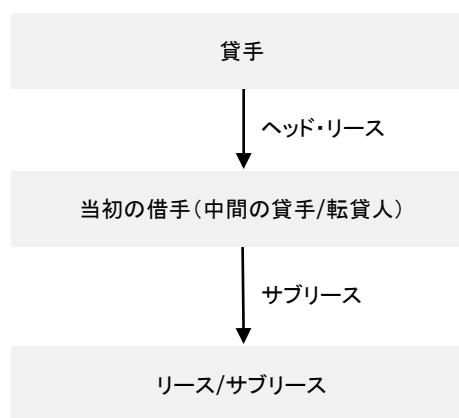 貸手
ヘッド・リース
当初の借手（中間の貸手/転貸人）
サブリース
リース/サブリース